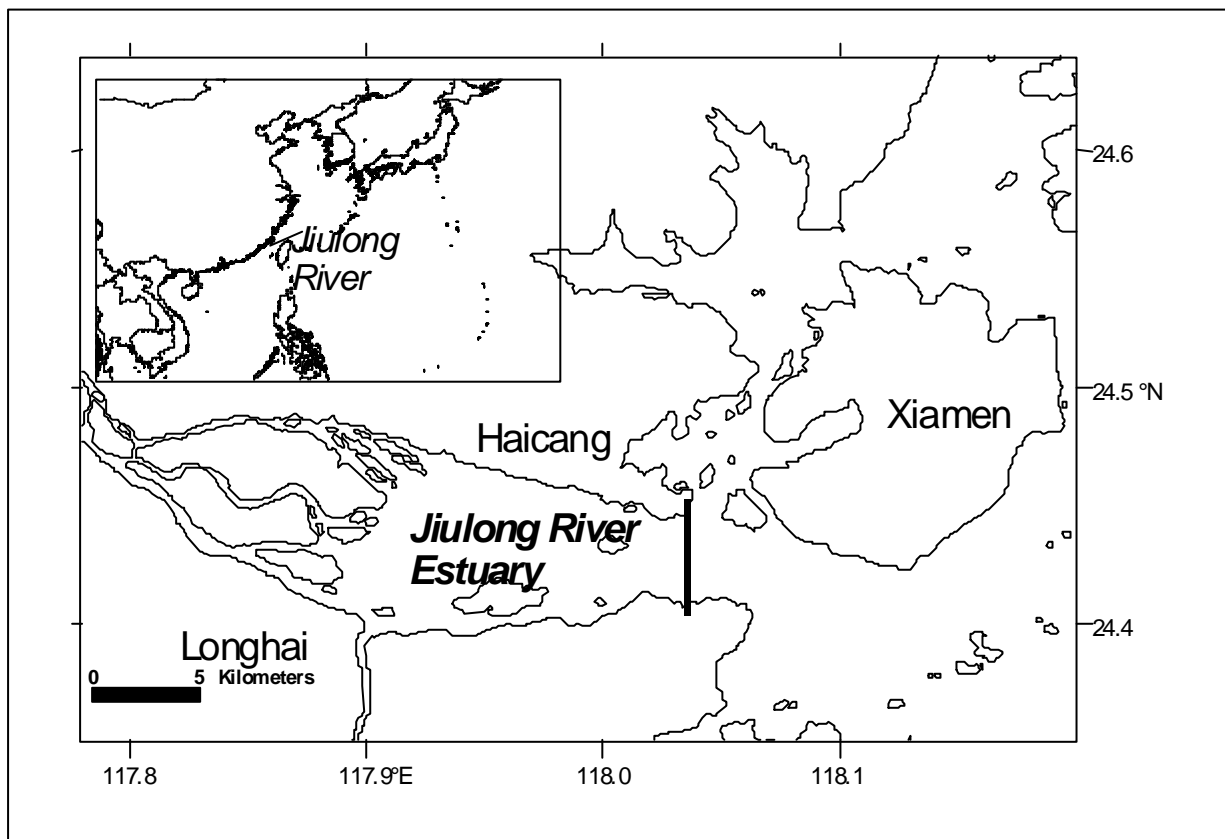 Jiulong
River
24.6
24.5 °N
Xiamen
Haicang
Jiulong River
Estuary
24.4
Longhai
0 5 Kilometers
117.8
117.9°E
118.0
118.1